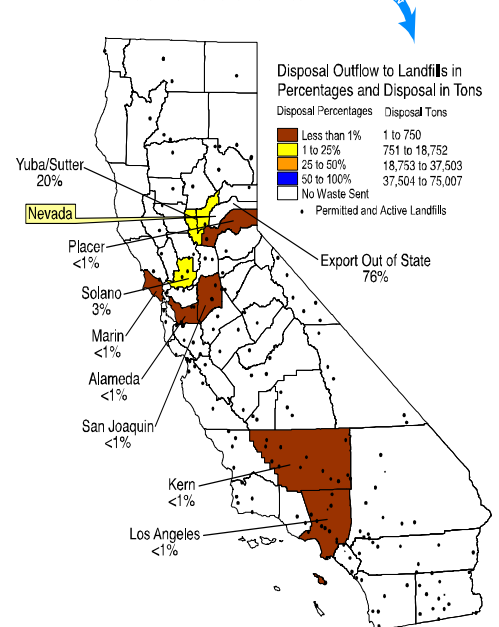 Disposal Outflow to Landfills in
Percentages and Disposal in Tons
Disposal Percentages Disposal Tons
Less than 1% 1 to 750
1 to 25% 751 to 18,752
25 to 50% 18,753 to 37,503
50 to 100% 37,504 to 75,007
No Waste Sent
• Permitted and Active Landfills
Yuba/Sutter
20%
Nevada
Placer
<1%
Export Out of State
76%
Solano
3%
Marin
<1%
Alameda
<1%
San Joaquin
<1%
Kern
<1%
Los Angeles
<1%